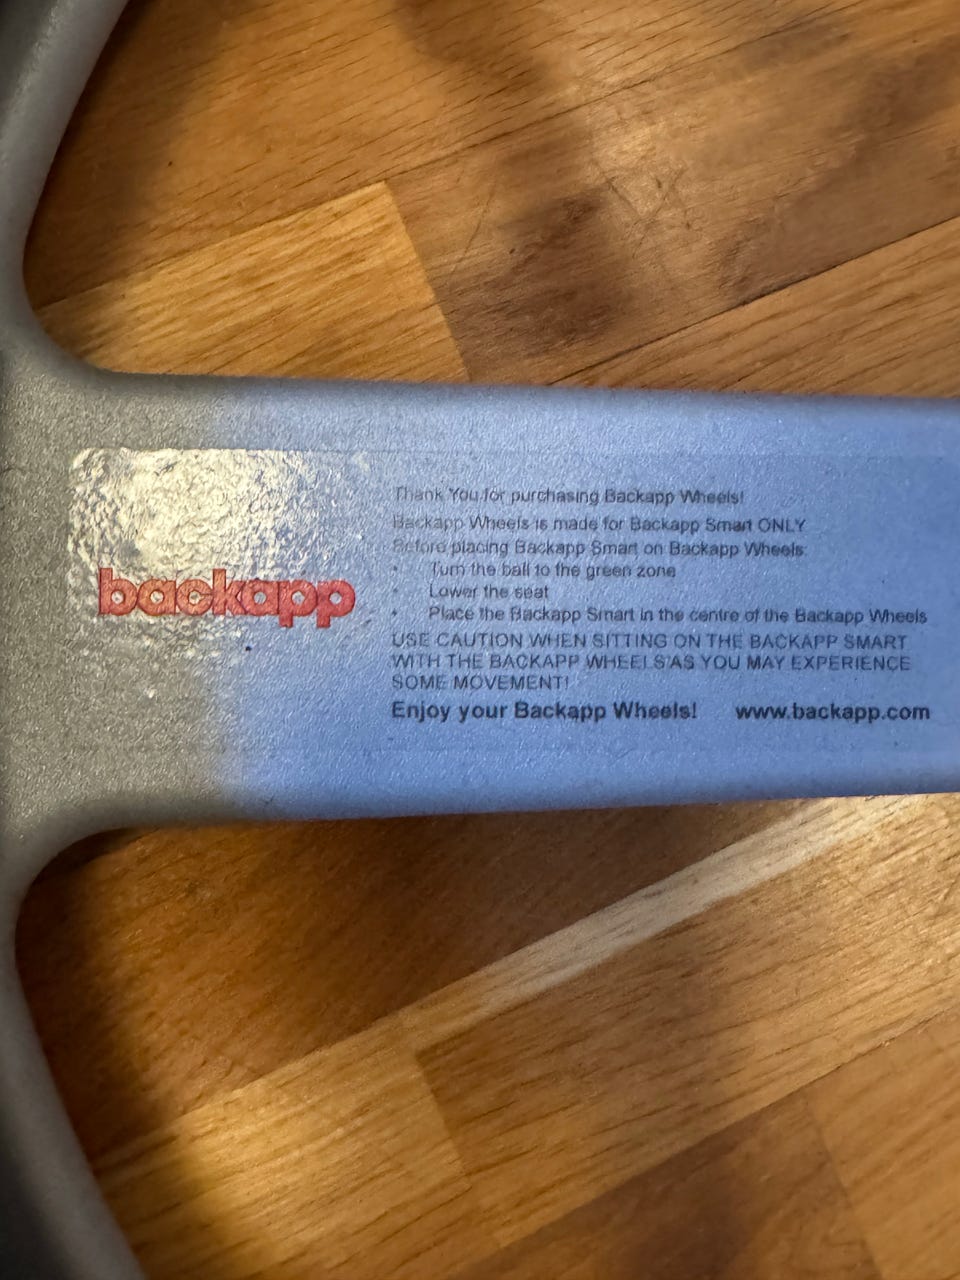 backapp
Thank You for purchasing Backapp Wheels!
Backapp Wheels is made for Backapp Smart ONLY
Before placing Backapp Smart on Backapp Wheels:
• Turn the ball to the green zone
• Lower the seat
• Place the Backapp Smart in the centre of the Backapp Wheels
USE CAUTION WHEN SITTING ON THE BACKAPP SMART
WITH THE BACKAPP WHEELS AS YOU MAY EXPERIENCE
SOME MOVEMENT!
Enjoy your Backapp Wheels! www.backapp.com